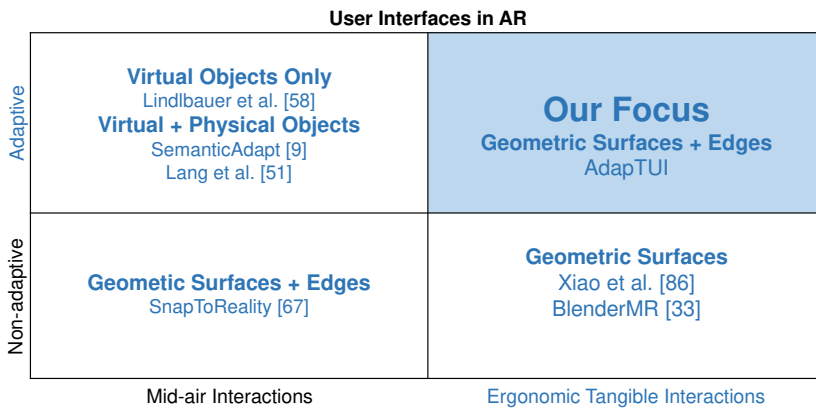 User Interfaces in AR
Adaptive
Virtual Objects Only
Lindlbauer et al. [58]
Virtual + Physical Objects
SemanticAdapt [9]
Lang et al. [51]
Our Focus
Geometric Surfaces + Edges
AdapTUI
Non-adaptive
Geometic Surfaces + Edges
SnapToReality [67]
Geometric Surfaces
Xiao et al. [86]
BlenderMR [33]
Mid-air Interactions
Ergonomic Tangible Interactions